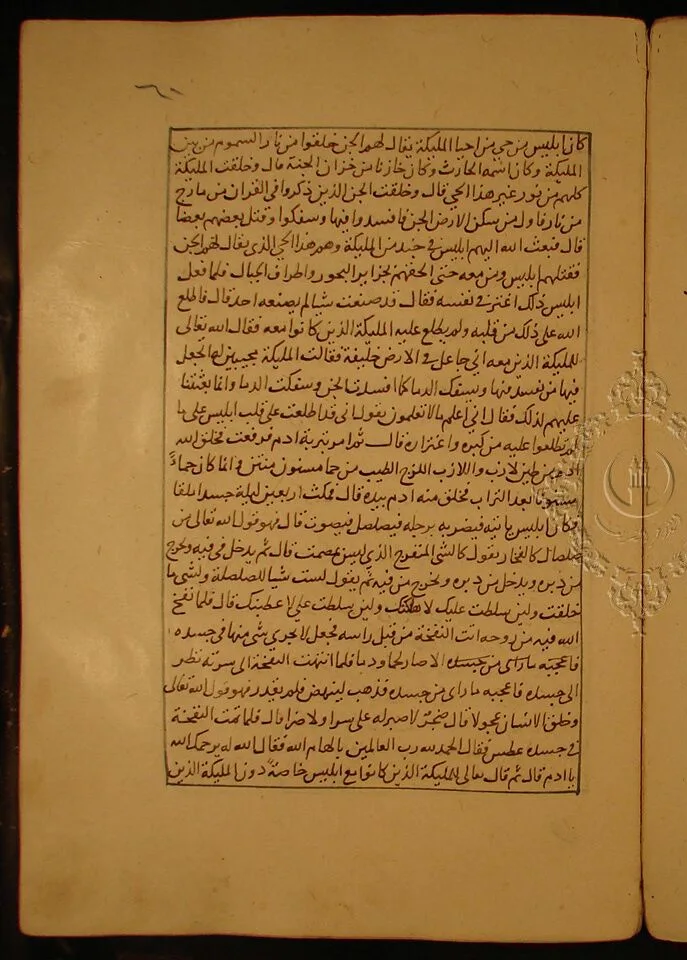 ٦٠
كان ابليس من حي من احيا المليكة يقال لهم الجن خلقوا من نار السموم من بين
المليكة وكان اسمه الحارث وكان خازنا من خزان الجنة قال وخلقت المليكة
كلهم من نور غير هذا الحي قال وخلقت الجن الذين ذكروا في القران من مارج
من نار فاول من سكن الارض الجن فافسدوا فيها وسفكوا وقتل بعضهم بعضا
قال فبعث الله اليهم ابليس في جند من المليكة وهم هذا الحي الذي يقال لهم الجن
فقتلهم ابليس ومن معه حتى الحقهم بجزاير البحور واطراف الجبال فلما فعل
ابليس ذلك اغتر في نفسه فقال قد صنعت شيا لم يصنعه احد قال فاطلع
الله على ذلك من قلبه ولم يطلع عليه المليكة الذين كانوا معه فقال الله تعالى
للمليكة الذين معه اني جاعل في الارض خليفة فقالت المليكة مجيبين له اتجعل
فيها من يفسد فيها ويسفك الدما كما افسدت الجن وسفكت الدما وانما بعثتنا
عليهم لذلك فقال اني اعلم ما لا تعلمون يقول اني قد اطلعت على قلب ابليس على ما
لم تطلعوا عليه من كبره واغتراره قال ثم امر بتربة ادم فرفعت فخلق الله
ادم من طين لازب واللازب اللزج الطيب من حما مسنون منتن وانما كان حماً
مسنونا بعد التراب فخلق منه ادم بيده قال فمكث اربعين ليلة جسدا ملقا
فكان ابليس ياتيه فيضربه برجله فيصلصل فيصوت قال فهو قول الله تعالى من
صلصال كالفخار يقول كالشي المنفوج الذي ليس بمصمت قال ثم يدخل في فيه ويخرج
من دبره ويدخل من دبره ويخرج من فيه ثم يقول لست شيا للصلصلة ولشي ما
خلقت ولين سلطت عليك لاهلكنك ولين سلطت علي لاعصينك قال فلما نفخ
الله فيه من روحه اتت النفخة من قبل راسه فجعل لا يجري شي منها في جسده
الا صار لحما ودما فلما انتهت النفخة الى سرته نظر
الى جسده فاعجبه ما راى من جسده فذهب لينهض فلم يقدر فهو قول الله تعالى
وخلق الانسان عجولا قال ضجرا لا صبر له على سرا ولا ضرا قال فلما تمت النفخة
في جسده عطس فقال الحمد لله رب العالمين بالهام الله فقال الله له يرحمك الله
يا ادم قال ثم قال تعالى للمليكة الذين كانوا مع ابليس خاصة دون المليكة الذين